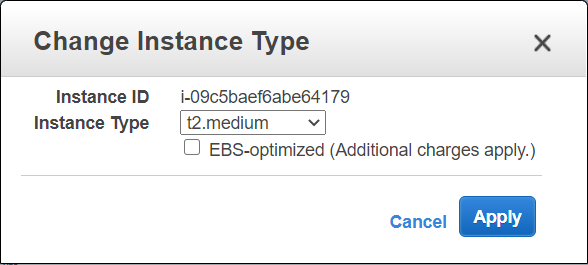 Change Instance Type
Instance ID i-09c5baef6abe64179
Instance Type t2.medium
EBS-optimized (Additional charges apply.)
Cancel Apply